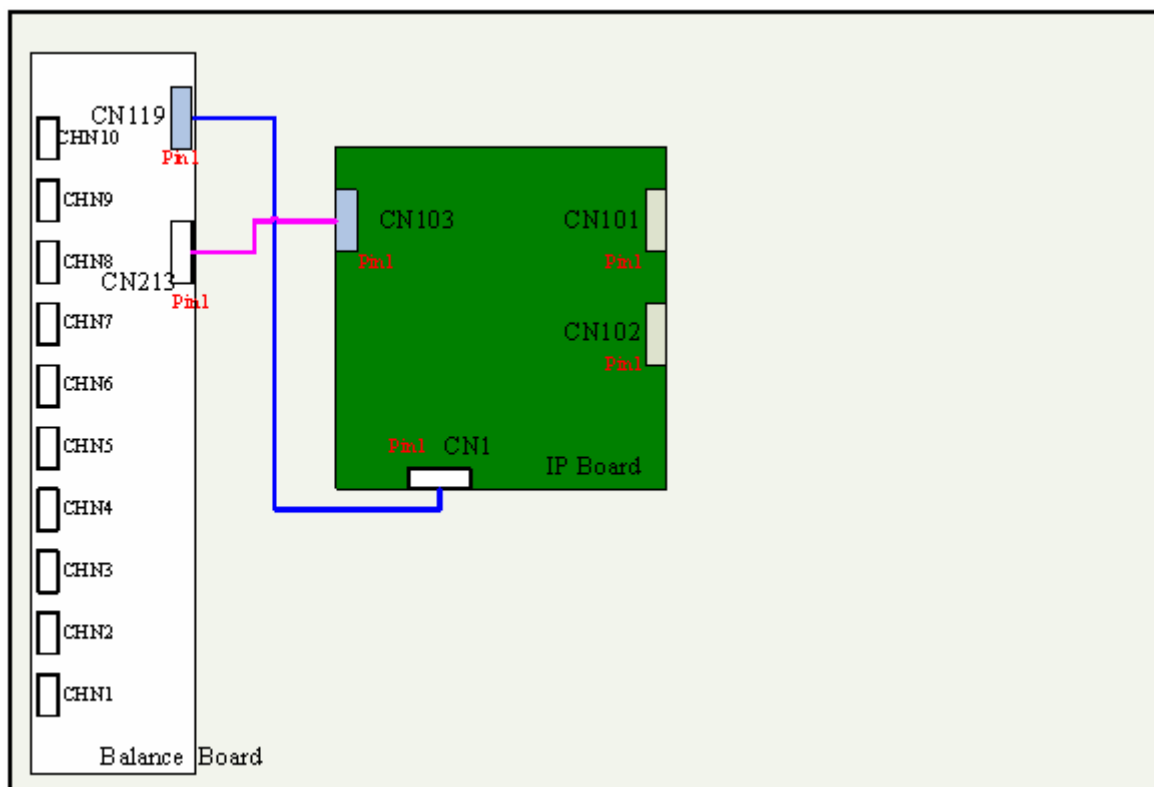 CN119
CHN10
Pin1
CHN9
CHN8
CN213
Pin1
CHN7
CHN6
CHN5
CHN4
CHN3
CHN2
CHN1
Balance Board
CN103
Pin1
CN101
Pin1
CN102
Pin1
Pin1 CN1
IP Board